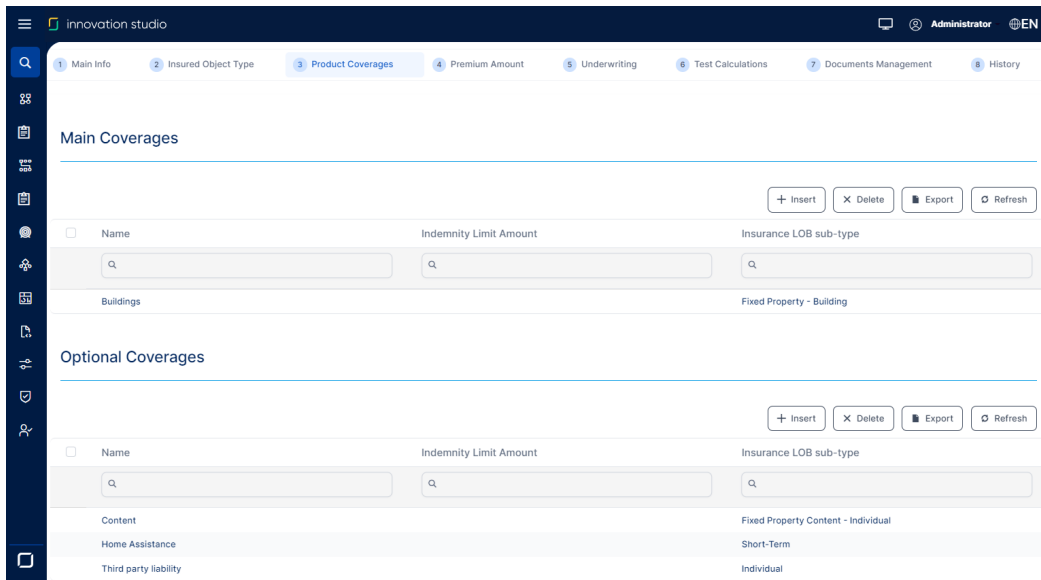 innovation studio
Administrator
EN
1 Main Info
2 Insured Object Type
3 Product Coverages
4 Premium Amount
5 Underwriting
6 Test Calculations
7 Documents Management
8 History
Main Coverages
+ Insert
× Delete
Export
Refresh
Name Indemnity Limit Amount Insurance LOB sub-type
Buildings Fixed Property - Building
Optional Coverages
+ Insert
× Delete
Export
Refresh
Name Indemnity Limit Amount Insurance LOB sub-type
Content Fixed Property Content - Individual
Home Assistance Short-Term
Third party liability Individual